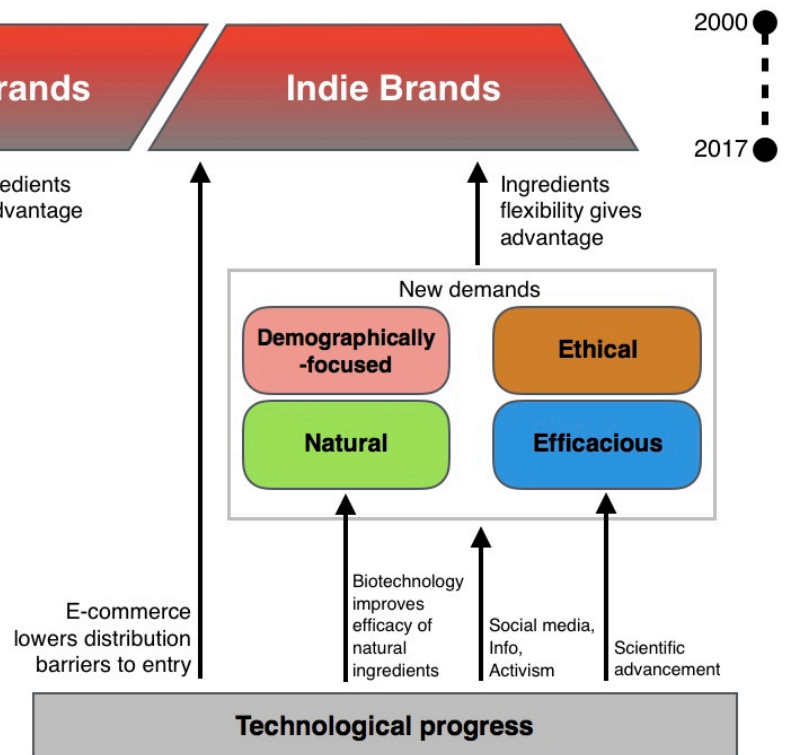 2000
rands
Indie Brands
2017
edients
dvantage
Ingredients
flexibility gives
advantage
New demands
Demographically
-focused
Ethical
Natural
Efficacious
E-commerce
lowers distribution
barriers to entry
Biotechnology
improves
efficacy of
natural
ingredients
Social media,
Info,
Activism
Scientific
advancement
Technological progress